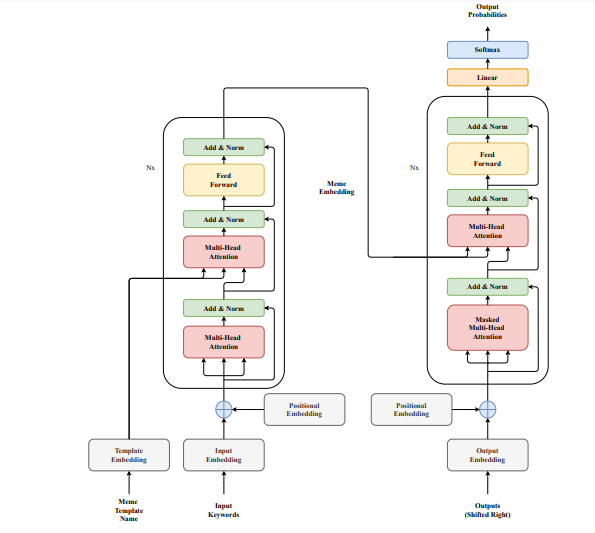 Output
Probabilities
Softmax
Linear
Add & Norm
Feed
Forward
Add & Norm
Multi-Head
Attention
Add & Norm
Masked
Multi-Head
Attention
Nx
Positional
Embedding
Output
Embedding
Outputs
(Shifted Right)
Meme
Embedding
Nx
Add & Norm
Feed
Forward
Add & Norm
Multi-Head
Attention
Add & Norm
Multi-Head
Attention
Positional
Embedding
Template
Embedding
Input
Embedding
Meme
Template
Name
Input
Keywords